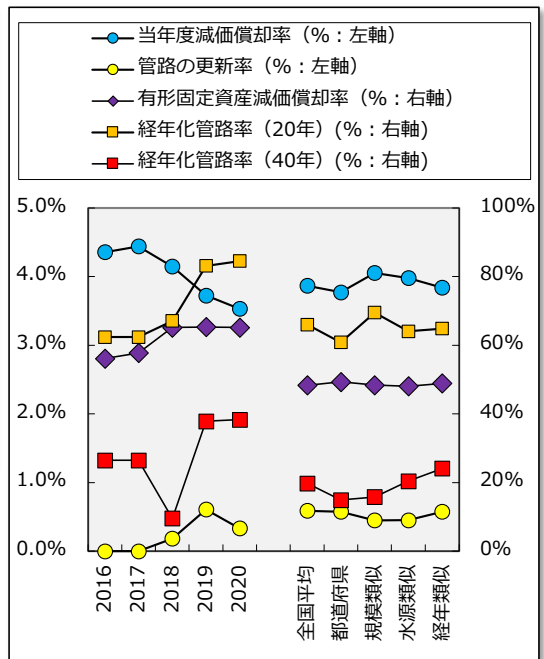 当年度減価償却率（%：左軸）
管路の更新率（%：左軸）
有形固定資産減価償却率（%：右軸）
経年化管路率（20年）(%：右軸)
経年化管路率（40年）(%：右軸)
5.0%
100%
4.0%
80%
3.0%
60%
2.0%
40%
1.0%
20%
0.0%
0%
2016
2017
2018
2019
2020
全国平均
都道府県
規模類似
水源類似
経年類似